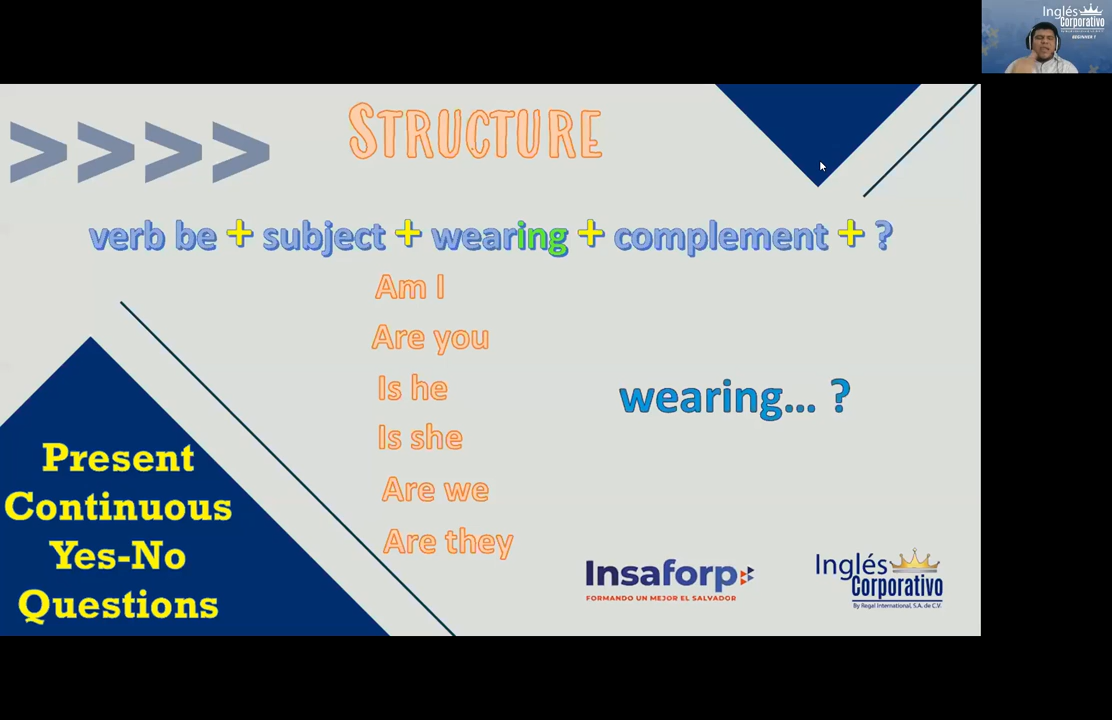 Inglés
Corporativo
BEGINNER 1
>>>>
STRUCTURE
verb be + subject + wearing + complement + ?
Am I
Are you
Is he
Is she
Are we
Are they
wearing... ?
Present
Continuous
Yes-No
Questions
Insaforp
FORMANDO UN MEJOR EL SALVADOR
Inglés
Corporativo
By Regal International, S.A. de C.V.